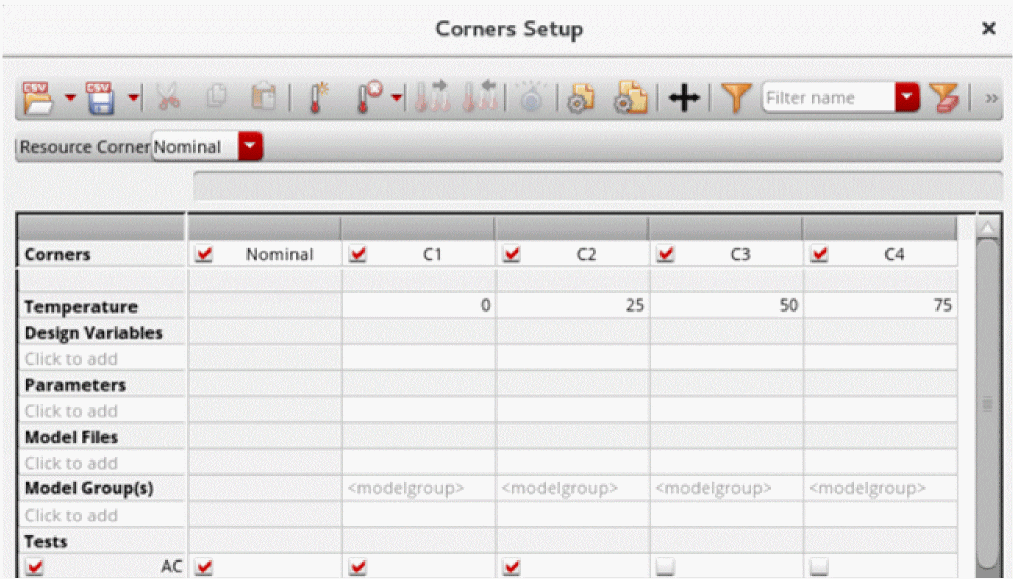 Corners Setup
CSV CSV Filter name »
Resource Corner Nominal
Corners Nominal C1 C2 C3 C4
Temperature 0 25 50 75
Design Variables
Click to add
Parameters
Click to add
Model Files
Click to add
Model Group(s) <modelgroup> <modelgroup> <modelgroup> <modelgroup>
Click to add
Tests
AC